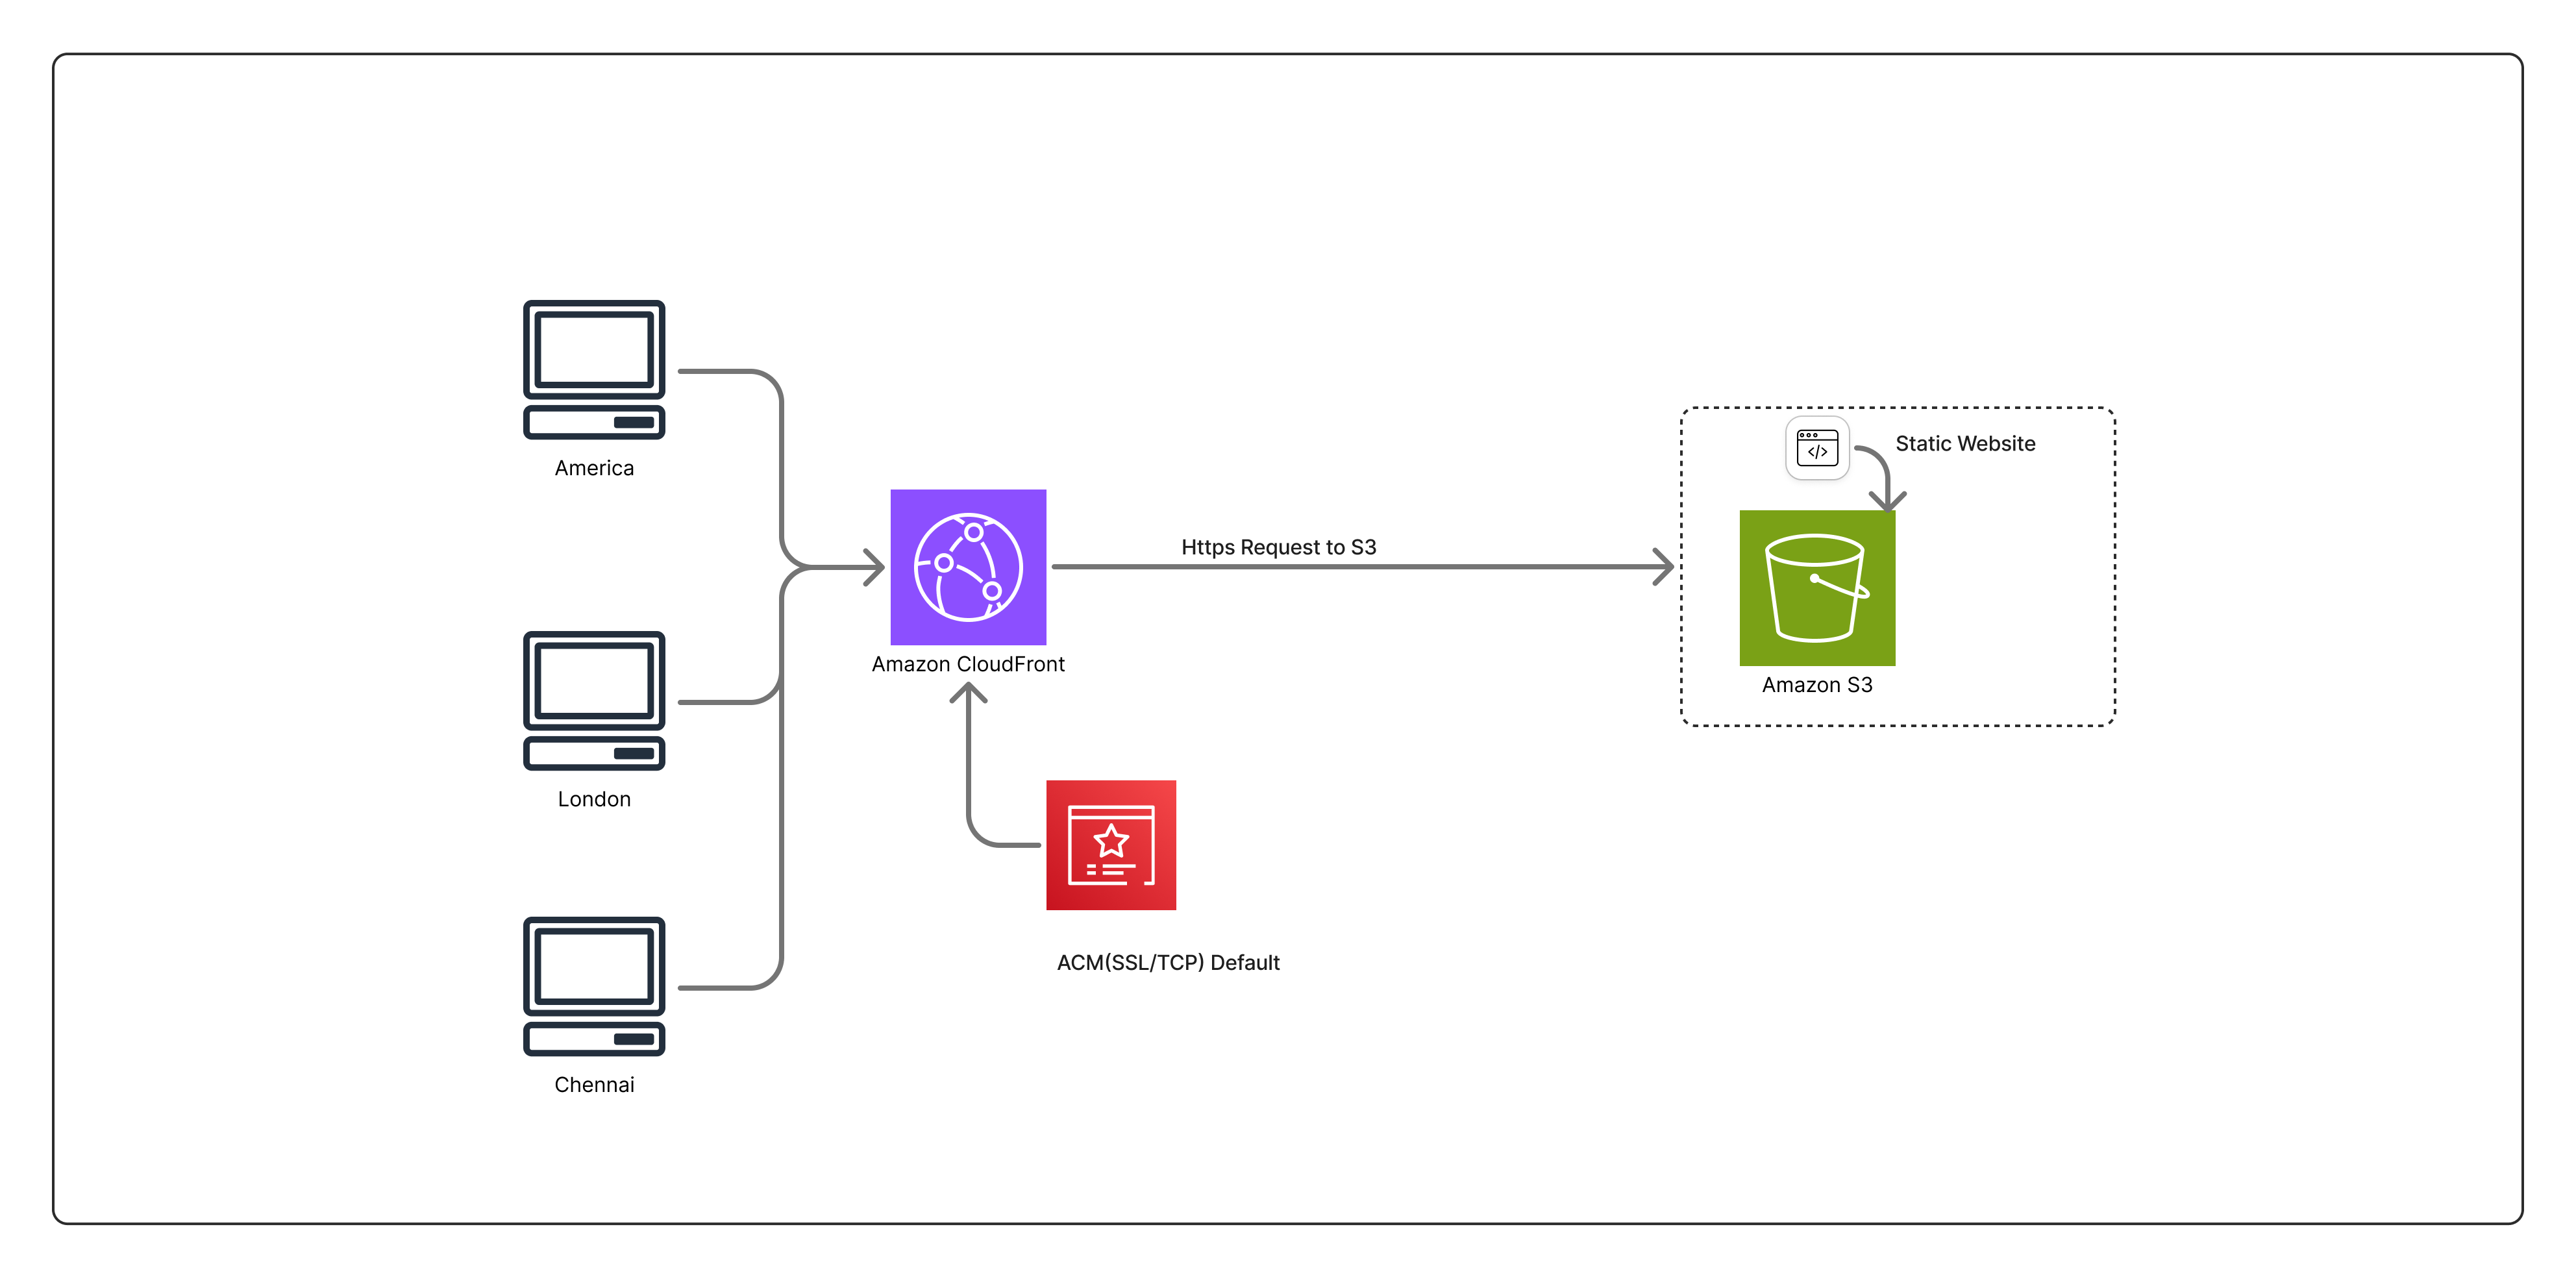 America
Static Website
Https Request to S3
Amazon CloudFront
Amazon S3
London
ACM(SSL/TCP) Default
Chennai